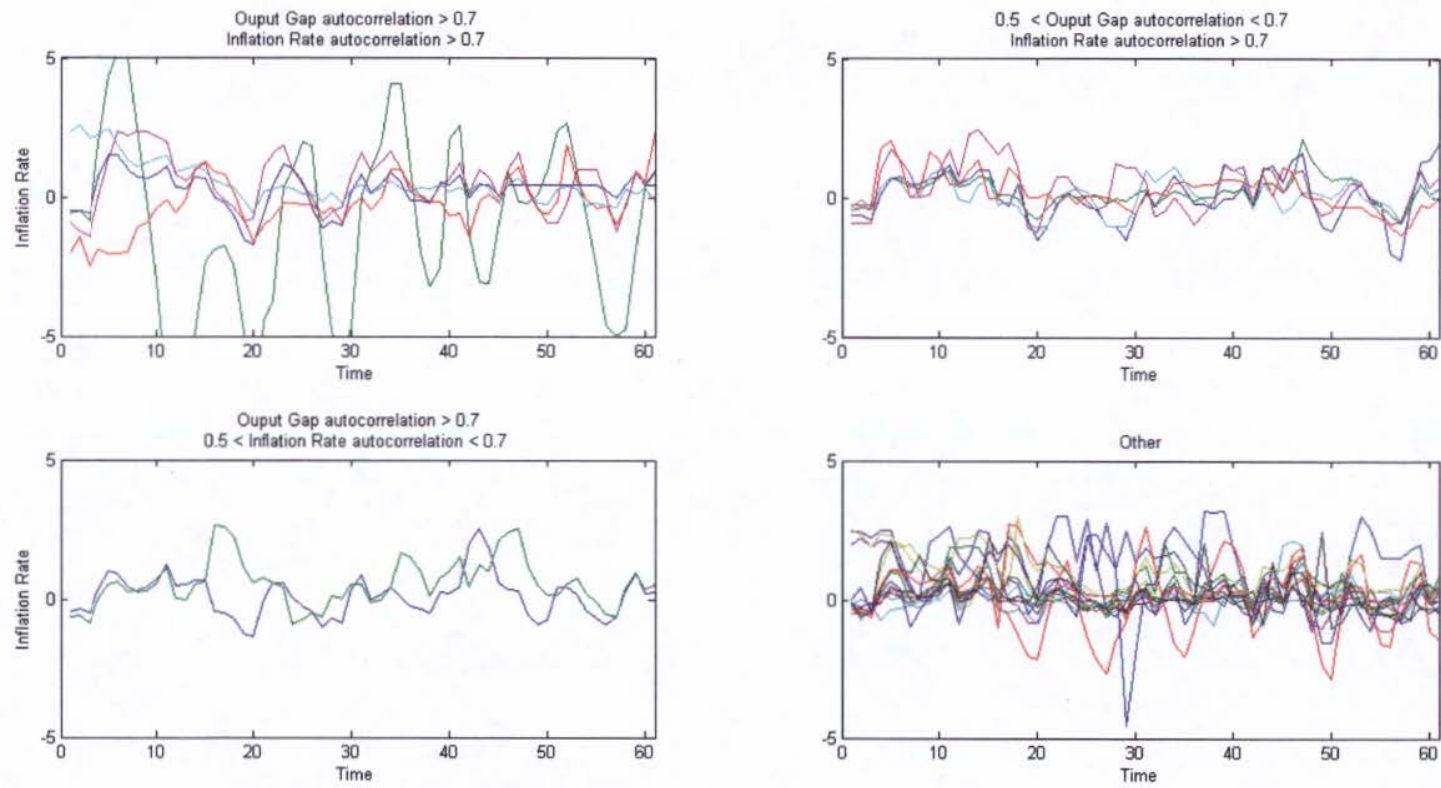 Ouput Gap autocorrelation > 0.7
Inflation Rate autocorrelation > 0.7
5
0
-5
Inflation Rate
0 10 20 30 40 50 60
Time
0.5 < Ouput Gap autocorrelation < 0.7
Inflation Rate autocorrelation > 0.7
5
0
-5
0 10 20 30 40 50 60
Time
Ouput Gap autocorrelation > 0.7
0.5 < Inflation Rate autocorrelation < 0.7
5
0
-5
Inflation Rate
0 10 20 30 40 50 60
Time
Other
5
0
-5
0 10 20 30 40 50 60
Time